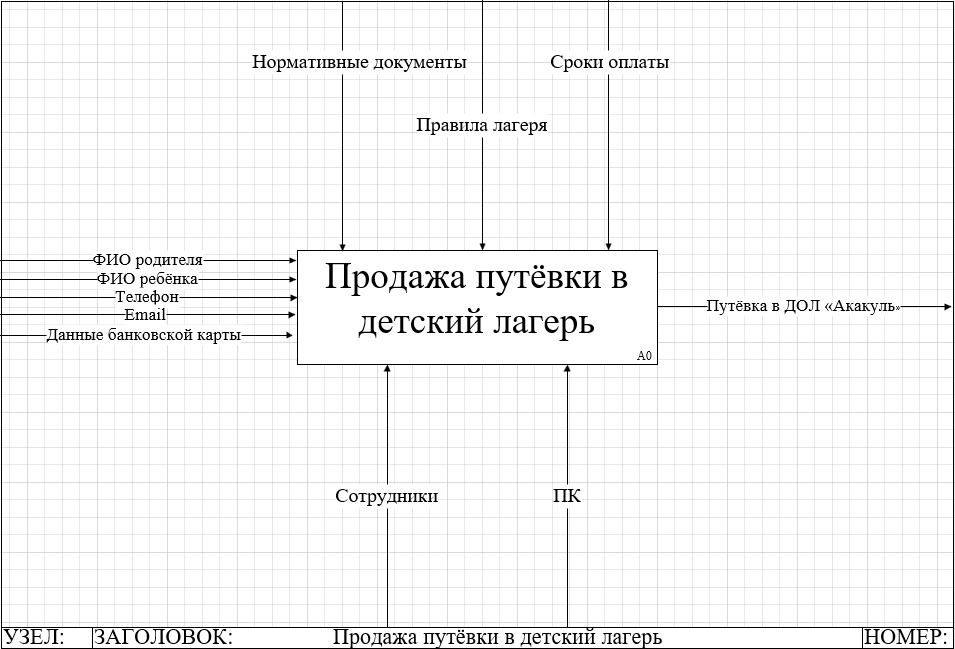 Нормативные документы
Сроки оплаты
Правила лагеря
ФИО родителя
ФИО ребёнка
Телефон
Email
Данные банковской карты
Продажа путёвки в
детский лагерь
A0
Путёвка в ДОЛ «Акакуль»
Сотрудники
ПК
УЗЕЛ:
ЗАГОЛОВОК:
Продажа путёвки в детский лагерь
НОМЕР: